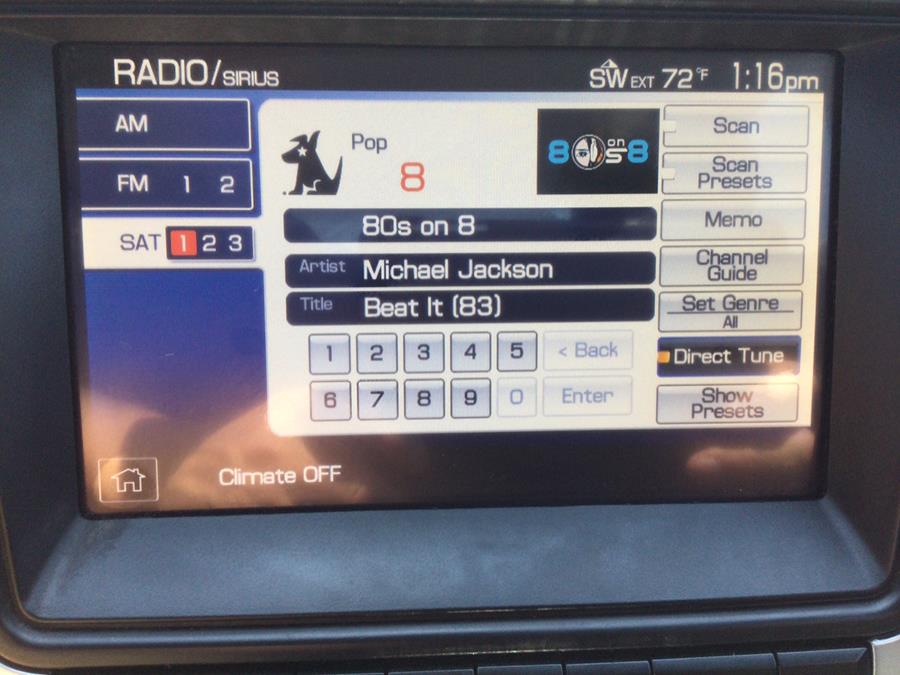 RADIO/SIRIUS
SW EXT 72°F 1:16pm
AM
FM 1 2
SAT 1 2 3
Pop
8
8 on 8
80s on 8
Artist Michael Jackson
Title Beat It (83)
1 2 3 4 5 < Back
6 7 8 9 0 Enter
Scan
Scan
Presets
Memo
Channel
Guide
Set Genre
All
Direct Tune
Show
Presets
Climate OFF